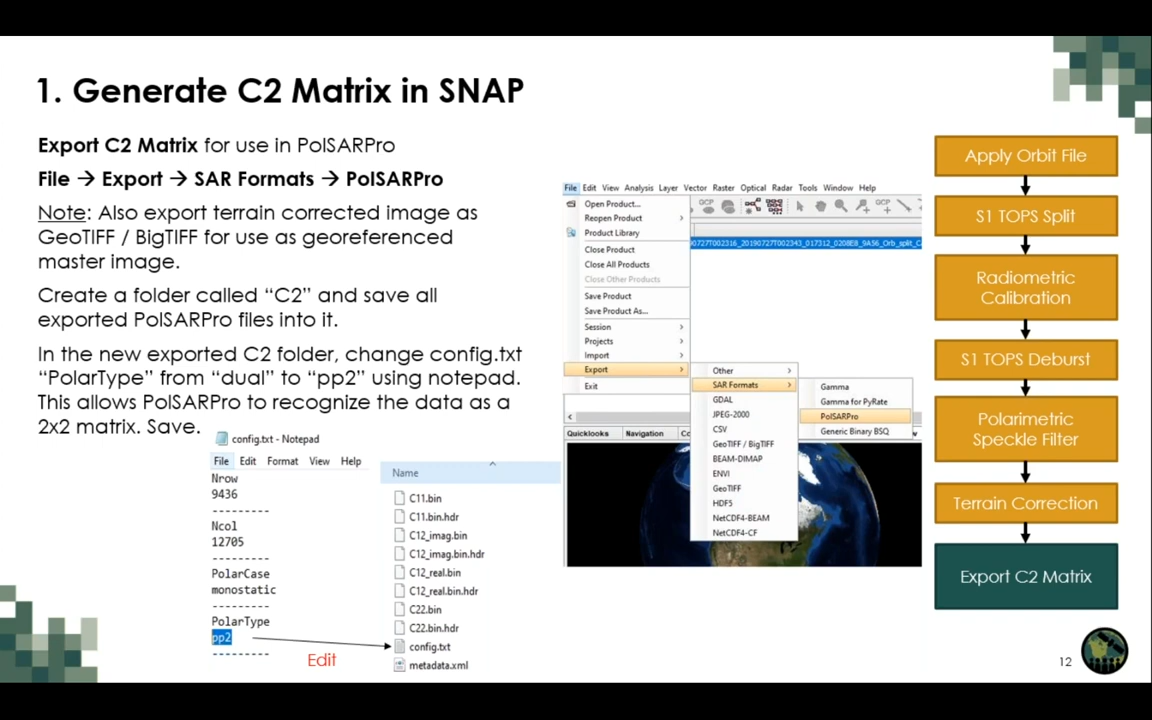 1. Generate C2 Matrix in SNAP
Export C2 Matrix for use in PolSARPro
File → Export → SAR Formats → PolSARPro
Note: Also export terrain corrected image as
GeoTIFF / BigTIFF for use as georeferenced
master image.
Create a folder called “C2” and save all
exported PolSARPro files into it.
In the new exported C2 folder, change config.txt
“PolarType” from “dual” to “pp2” using notepad.
This allows PolSARPro to recognize the data as a
2x2 matrix. Save.
config.txt - Notepad
File Edit Format View Help
Nrow
9436
---------
Ncol
12705
---------
PolarCase
monostatic
---------
PolarType
pp2
---------
Edit
Name
C11.bin
C11.bin.hdr
C12_imag.bin
C12_imag.bin.hdr
C12_real.bin
C12_real.bin.hdr
C22.bin
C22.bin.hdr
config.txt
metadata.xml
File Edit View Analysis Layer Vector Raster Optical Radar Tools Window Help
Open Product...
Reopen Product
Product Library
Close Product
Close All Products
Close Other Products
Save Product
Save Product As...
Session
Projects
Import
Export
Exit
GCP
GCP
Quicklooks Navigation Cc
Other
SAR Formats
GDAL
JPEG-2000
CSV
GeoTIFF / BigTIFF
BEAM-DIMAP
ENVI
GeoTIFF
HDF5
NetCDF4-BEAM
NetCDF4-CF
Gamma
Gamma for PyRate
PolSARPro
Generic Binary BSQ
Apply Orbit File
S1 TOPS Split
Radiometric
Calibration
S1 TOPS Deburst
Polarimetric
Speckle Filter
Terrain Correction
Export C2 Matrix
12